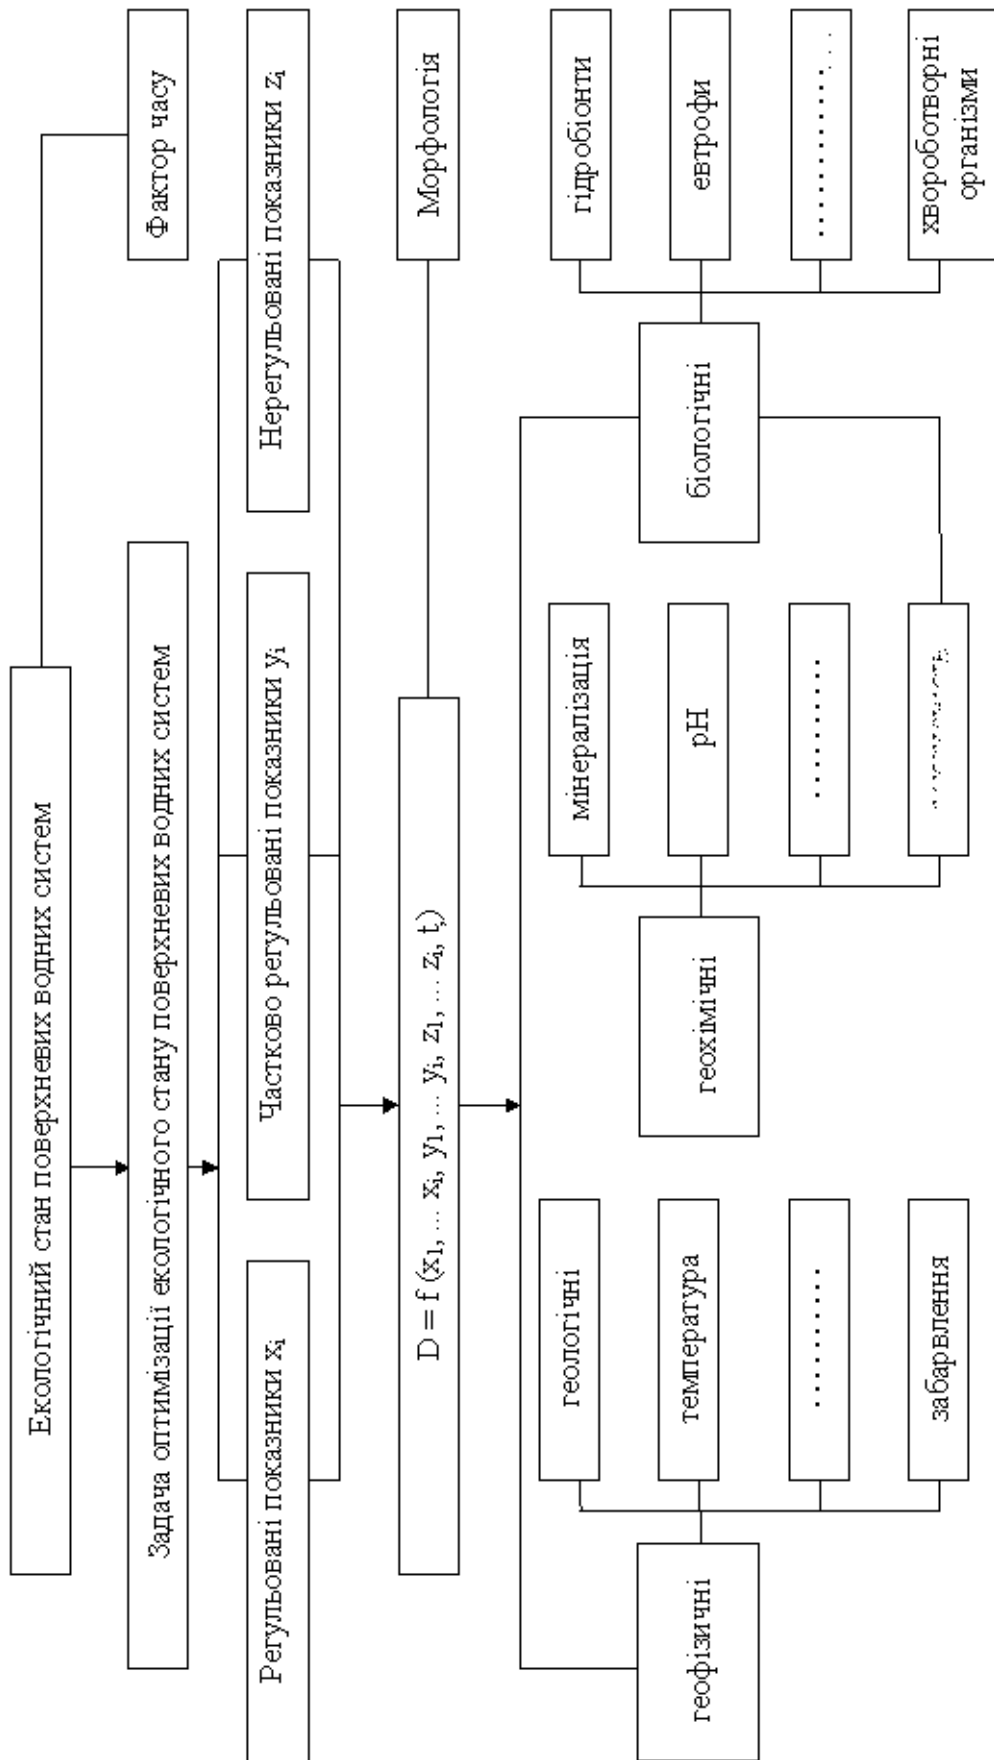 Екологічний стан поверхневих водних систем
Фактор часу
Задача оптимізації екологічного стану поверхневих водних систем
Регульовані показники xᵢ
Частково регульовані показники yᵢ
Нерегульовані показники zᵢ
D = f (x₁, … xᵢ, y₁, … yᵢ, z₁, … zᵢ, t,)
Морфологія
геофізичні
геологічні
температура
..........
забарвлення
геохімічні
мінералізація
pH
..........
біологічні
гідробіонти
евтрофи
..........
хвороботворні
організми